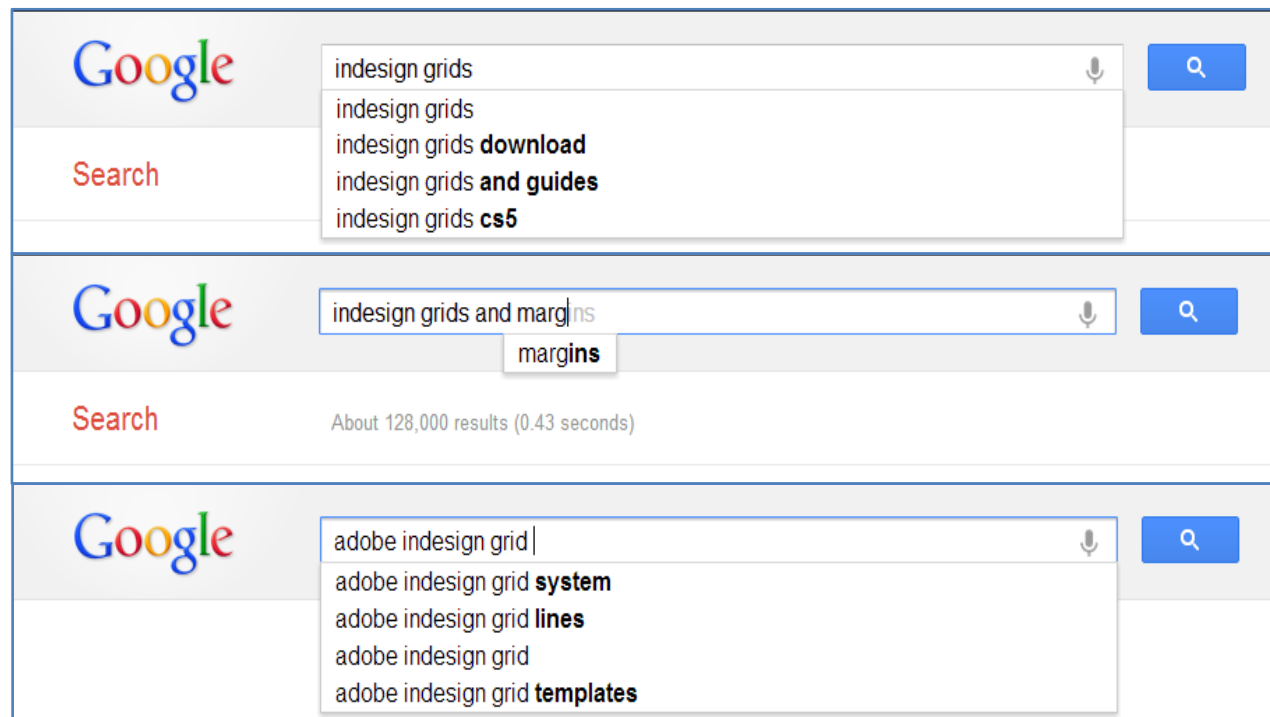 Google
indesign grids
indesign grids
indesign grids download
indesign grids and guides
indesign grids cs5
Search
Google
indesign grids and margins
margins
Search
About 128,000 results (0.43 seconds)
Google
adobe indesign grid
adobe indesign grid system
adobe indesign grid lines
adobe indesign grid
adobe indesign grid templates